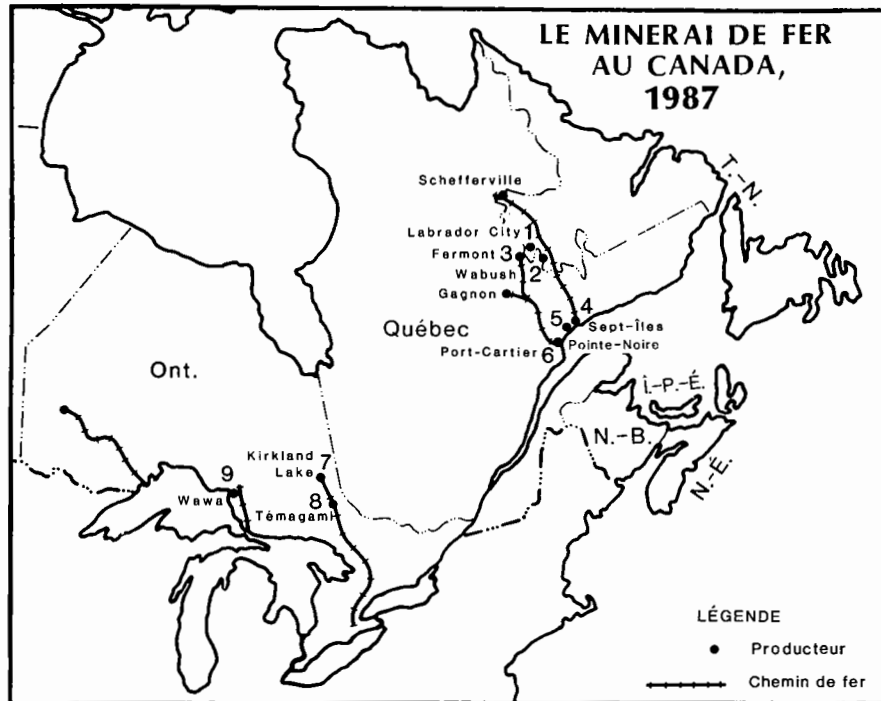 LE MINERAI DE FER
AU CANADA,
1987
T.-N.
Schefferville
Labrador City 1
Fermont 3
Wabush 2
Gagnon
4
5 Sept-Îles
Québec
Pointe-Noire
Port-Cartier 6
Ont.
Î.-P.-É.
N.-B.
N.-É.
Kirkland 7
Lake
9
Wawa
8
Témagami
LÉGENDE
Producteur
Chemin de fer